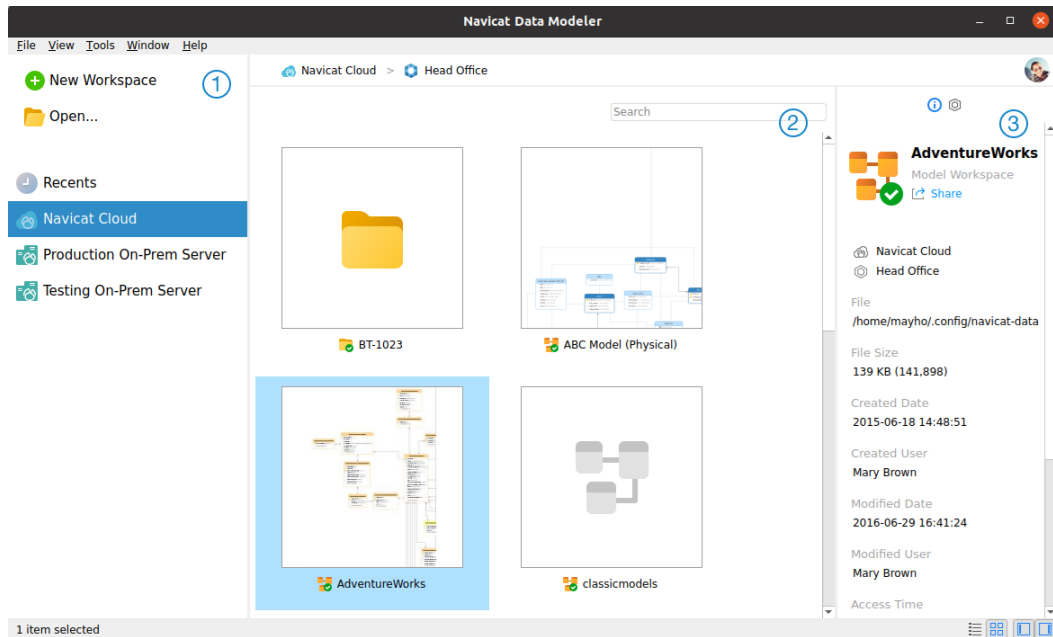 Navicat Data Modeler
File View Tools Window Help
New Workspace
1
Open...
Recents
Navicat Cloud
Production On-Prem Server
Testing On-Prem Server
Navicat Cloud > Head Office
Search
2
BT-1023
ABC Model (Physical)
AdventureWorks
classicmodels
3
AdventureWorks
Model Workspace
Share
Navicat Cloud
Head Office
File
/home/mayho/.config/navicat-data
File Size
139 KB (141,898)
Created Date
2015-06-18 14:48:51
Created User
Mary Brown
Modified Date
2016-06-29 16:41:24
Modified User
Mary Brown
Access Time
1 item selected